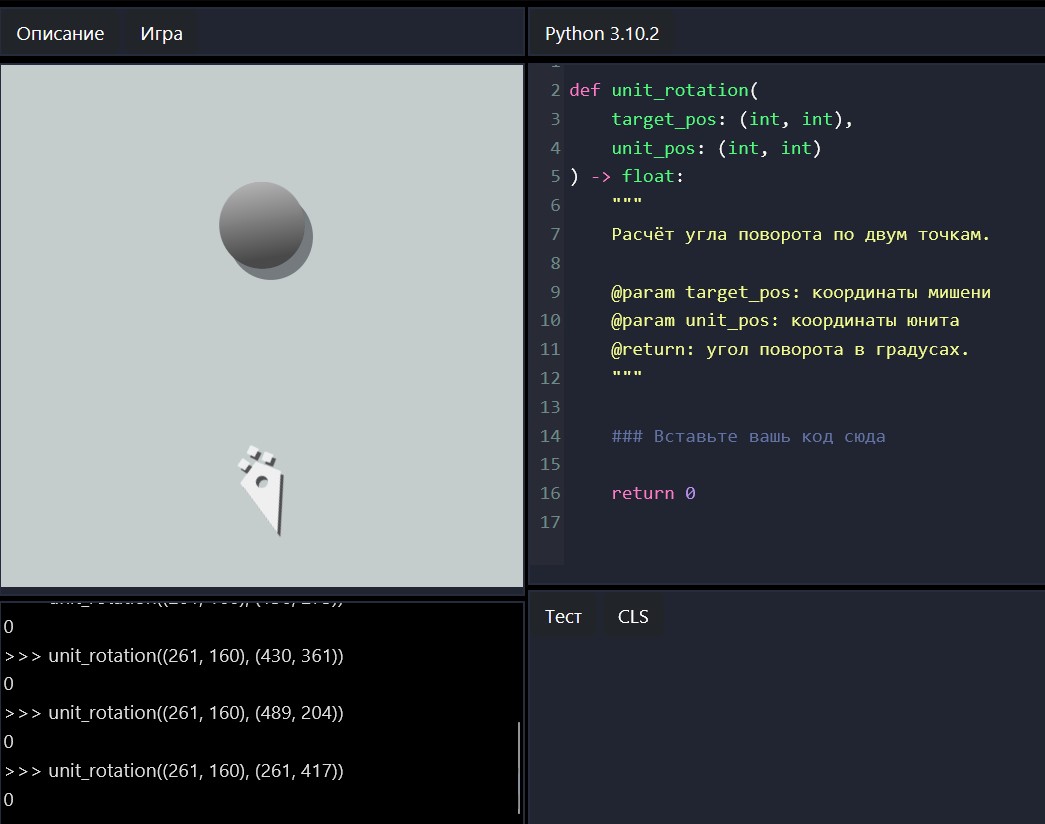 Описание Игра
Python 3.10.2
1
2 def unit_rotation(
3 target_pos: (int, int),
4 unit_pos: (int, int)
5 ) -> float:
6 """
7 Расчёт угла поворота по двум точкам.
8
9 @param target_pos: координаты мишени
10 @param unit_pos: координаты юнита
11 @return: угол поворота в градусах.
12 """
13
14 ### Вставьте вашь код сюда
15
16 return 0
17
0
>>> unit_rotation((261, 160), (430, 361))
0
>>> unit_rotation((261, 160), (489, 204))
0
>>> unit_rotation((261, 160), (261, 417))
0
Тест CLS